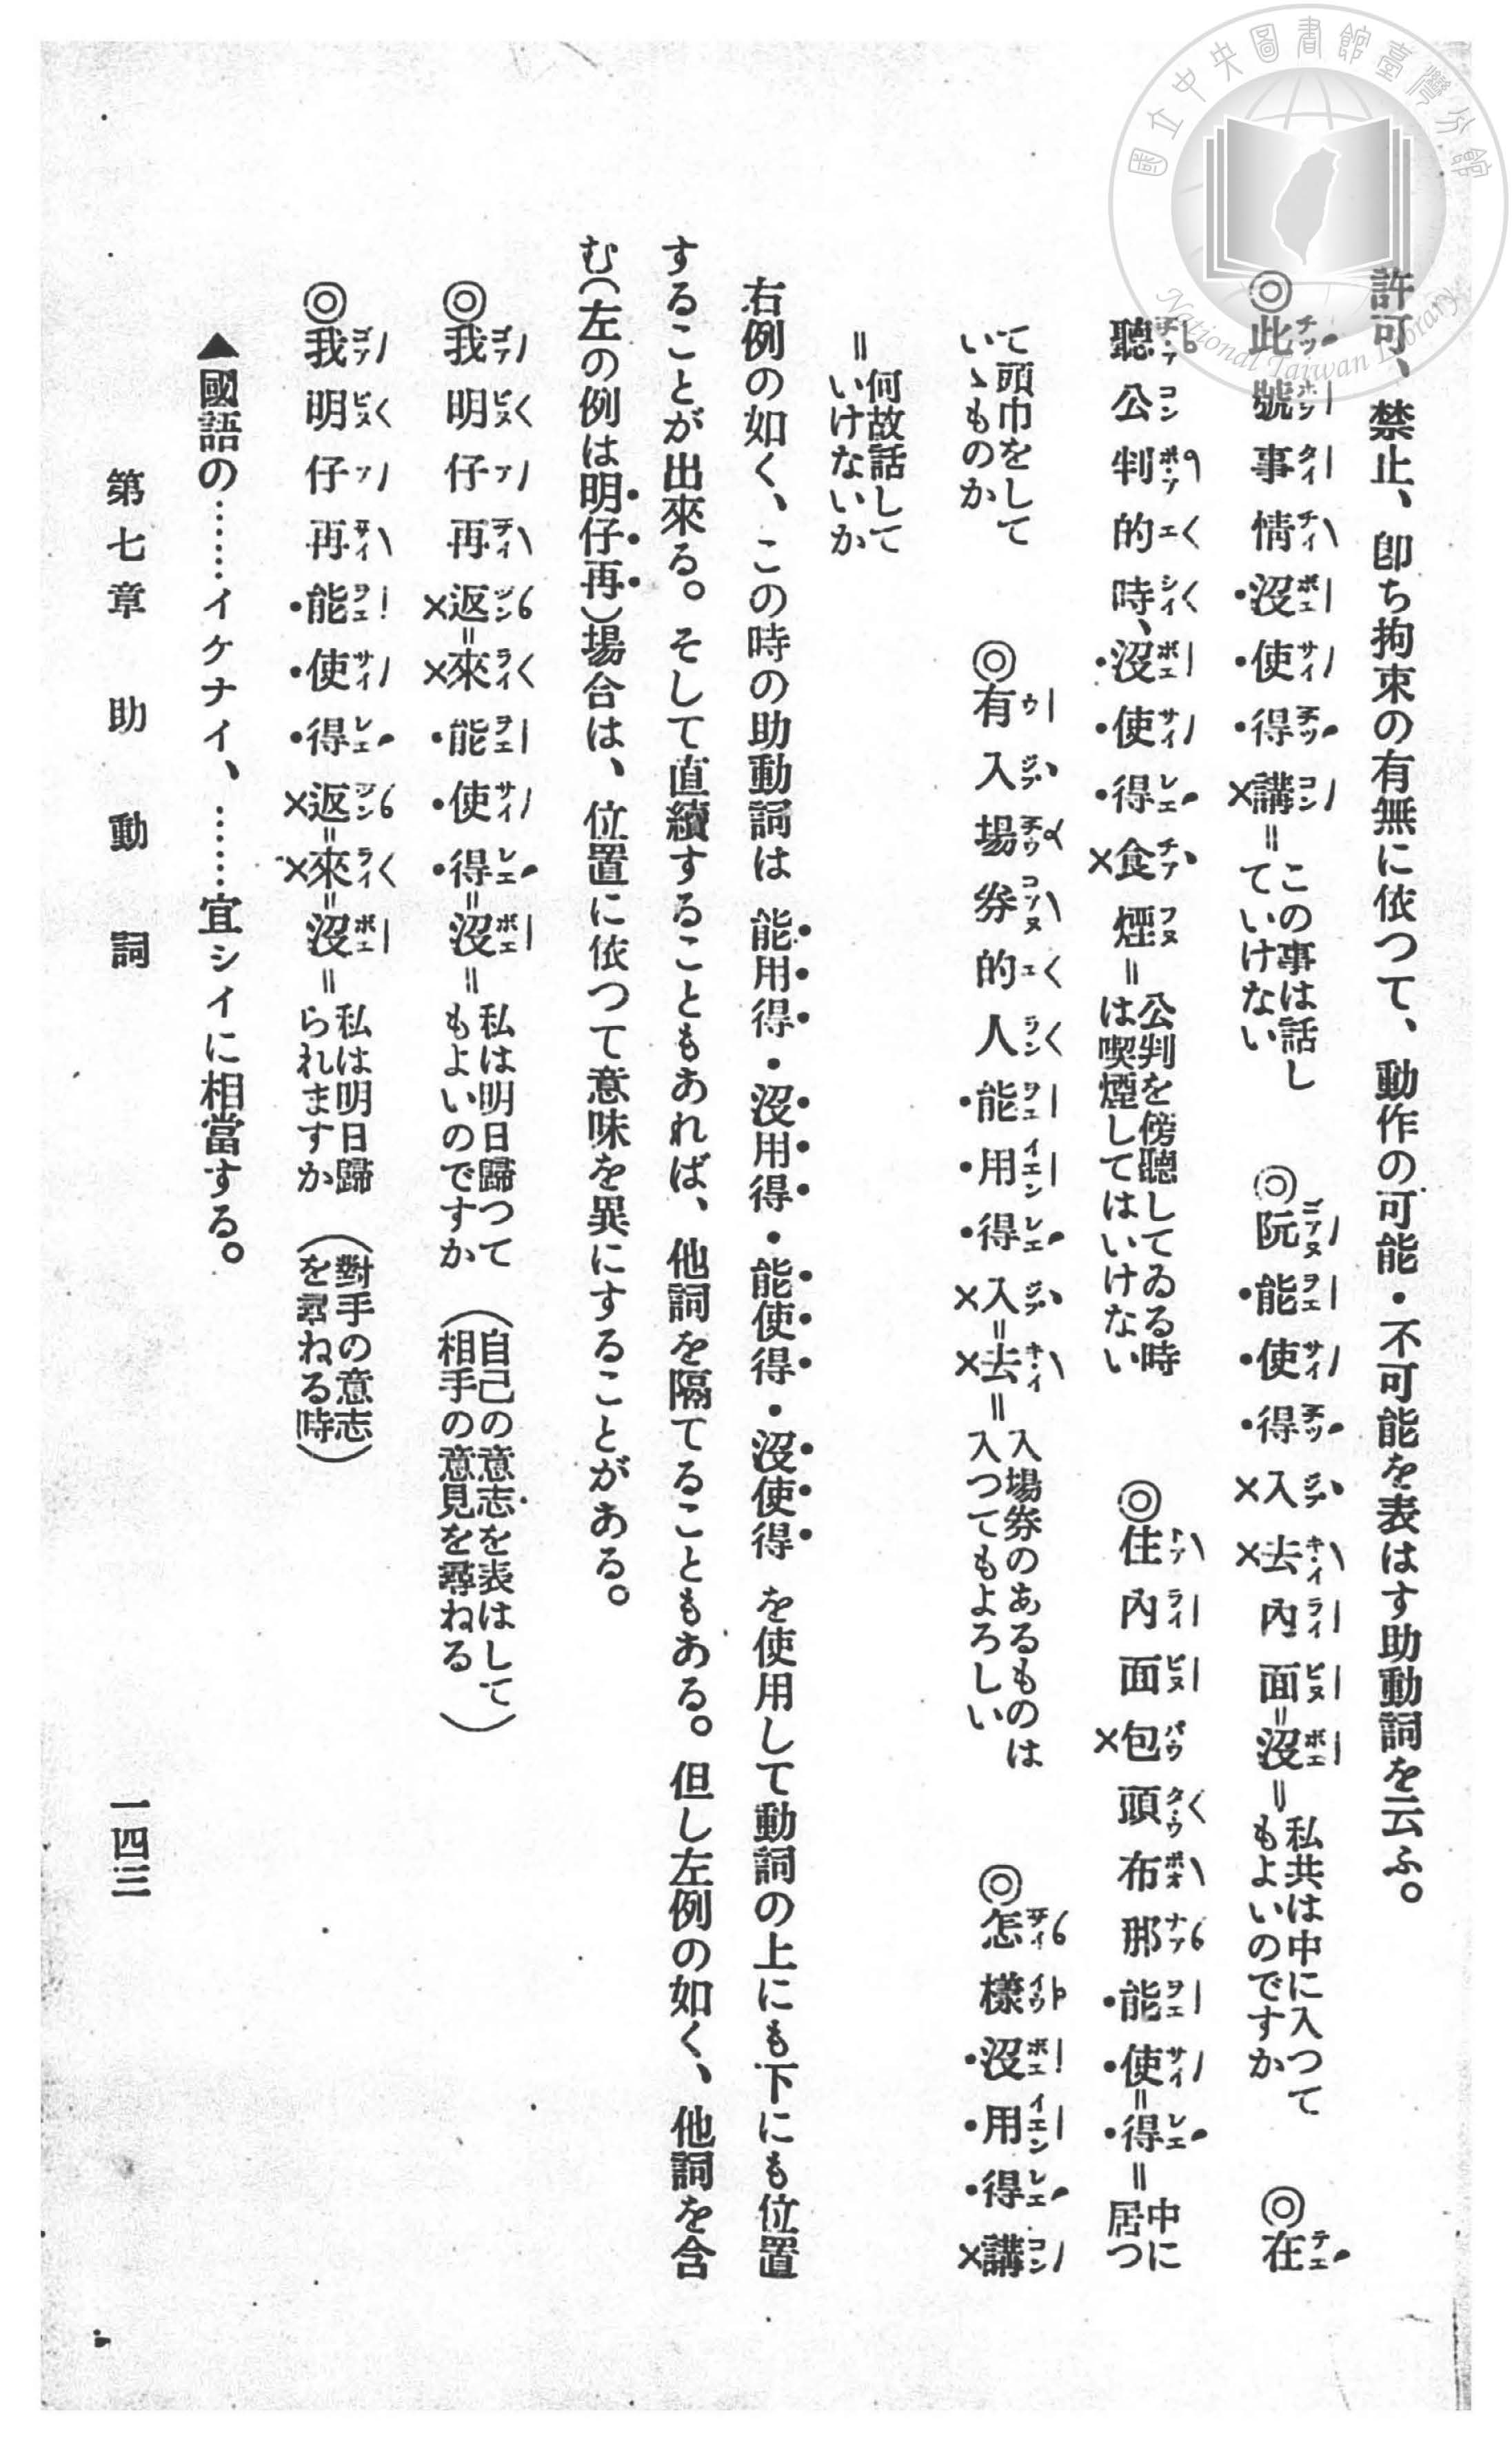 許可、禁止、卽ち拘束の有無に依つて、動作の可能・不可能を表はす助動詞を云ふ。
◎此號事情沒使得講=この事は話していけない ◎阮能使得入去內面=沒=私共は中に入つてもよいのですか ◎在
聽公判的時、沒使得食煙=公判を傍聽してゐる時は喫煙してはいけない ◎住內面包頭布那能使=得=中に居つ
て頭巾をしていゝものか ◎有入場券的人能用得入=去=入場券のあるものは入つてもよろしい ◎怎樣沒用得講
=何故話していけないか
右例の如く、この時の助動詞は 能用得・沒用得・能使得・沒使得 を使用して動詞の上にも下にも位置
することが出來る。そして直續することもあれば、他詞を隔てることもある。但し左例の如く、他詞を含
む(左の例は明仔再)場合は、位置に依つて意味を異にすることがある。
◎我明仔再返=來能使得=沒=私は明日歸つてもよいのですか (自己の意志を表はして相手の意見を尋ねる)
◎我明仔再能使得返=來=沒=私は明日歸られますか (對手の意志を尋ねる時)
▲國語の……イケナイ、……宜シイに相當する。
第七章 助動詞
一四三
國立中央圖書館臺灣分館
National Taiwan Library